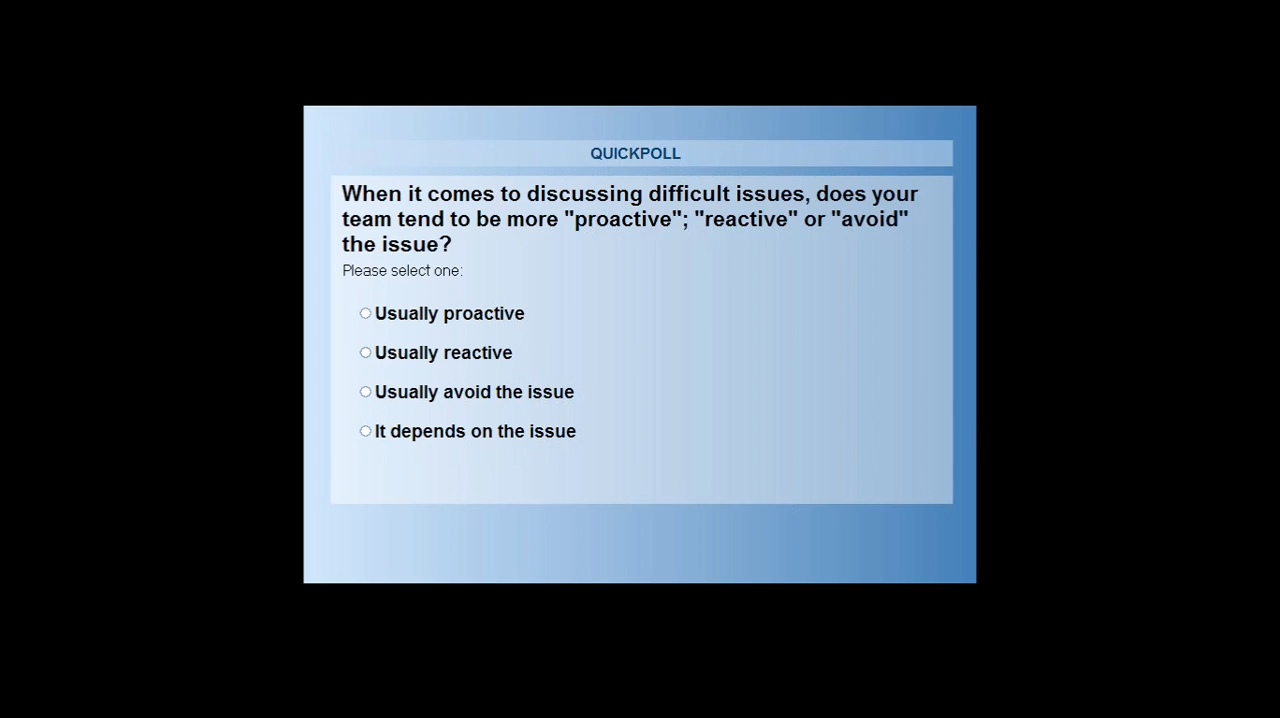 QUICKPOLL
When it comes to discussing difficult issues, does your
team tend to be more "proactive"; "reactive" or "avoid"
the issue?
Please select one:
Usually proactive
Usually reactive
Usually avoid the issue
It depends on the issue